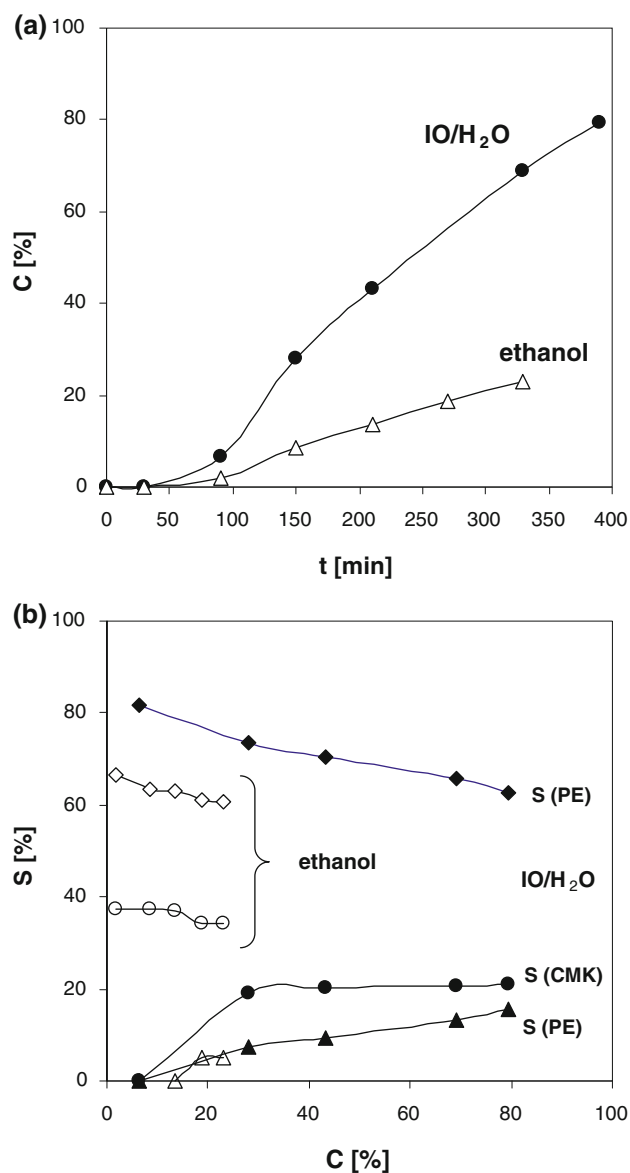 (a)
100
80
60
40
20
0
C [%]
IO/H₂O
ethanol
0 50 100 150 200 250 300 350 400
t [min]
(b)
100
80
60
40
20
0
S [%]
S (PE)
ethanol
IO/H₂O
S (CMK)
S (PE)
0 20 40 60 80 100
C [%]